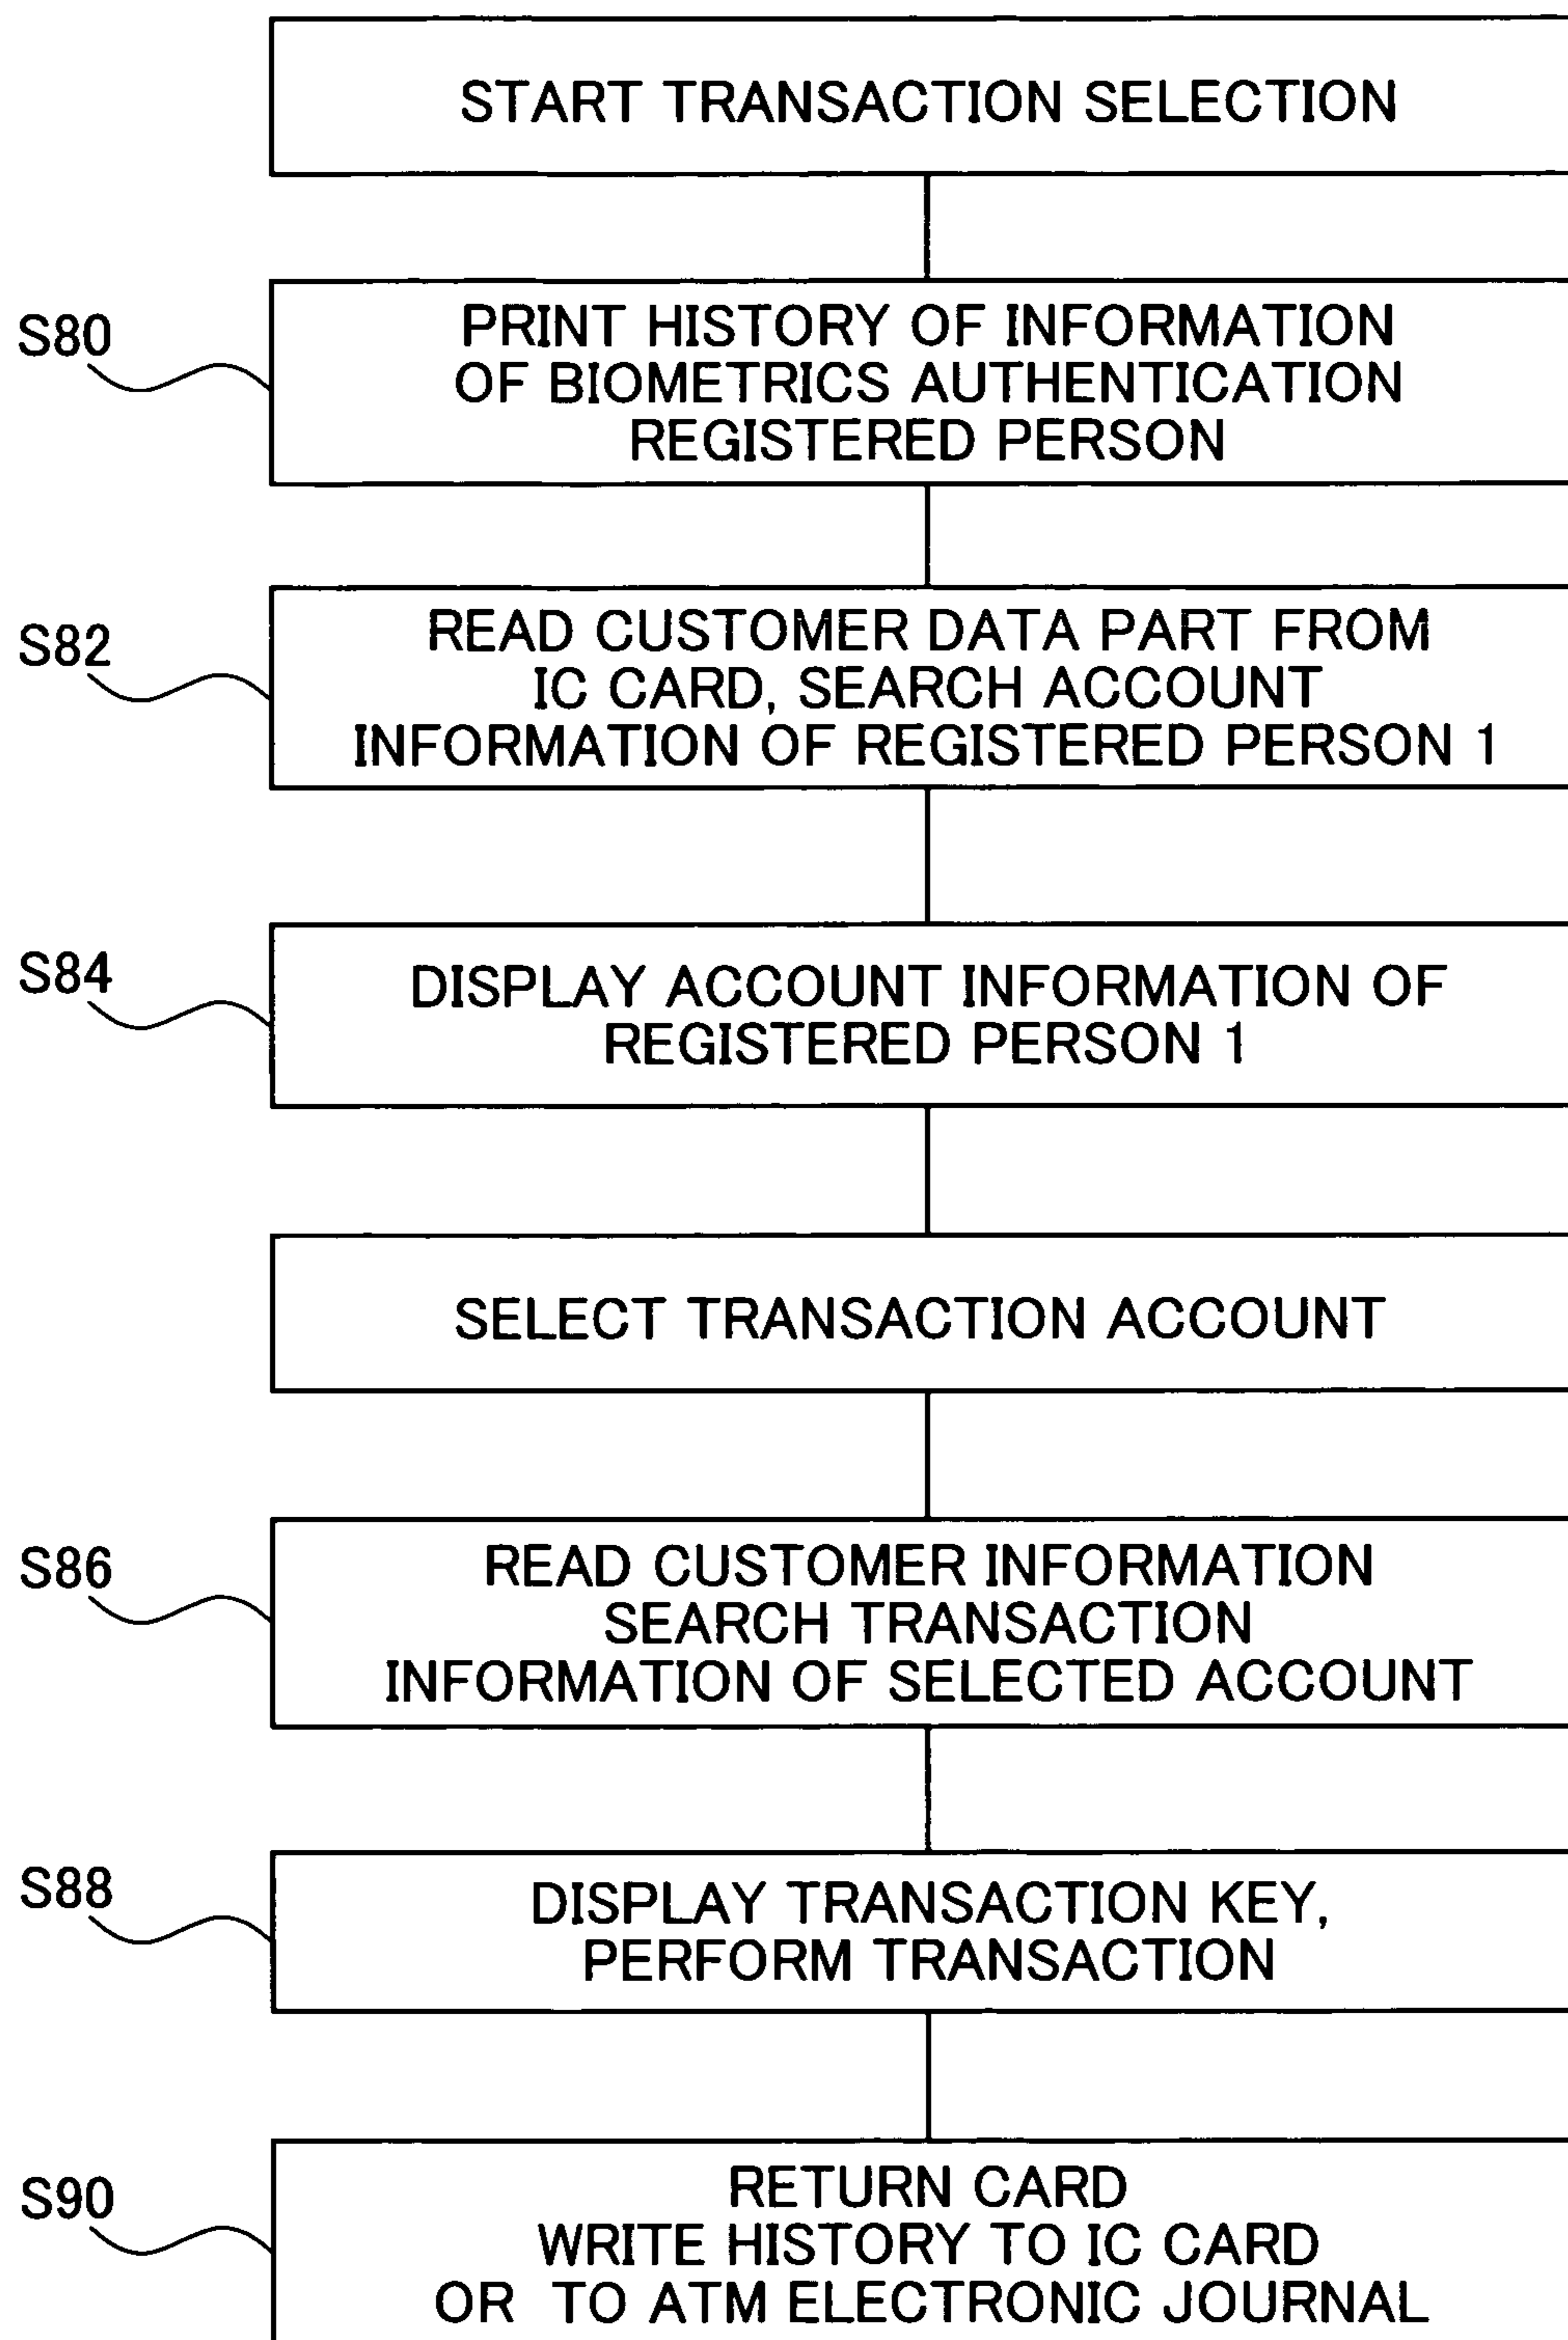 START TRANSACTION SELECTION
S80
PRINT HISTORY OF INFORMATION
OF BIOMETRICS AUTHENTICATION
REGISTERED PERSON
S82
READ CUSTOMER DATA PART FROM
IC CARD, SEARCH ACCOUNT
INFORMATION OF REGISTERED PERSON 1
S84
DISPLAY ACCOUNT INFORMATION OF
REGISTERED PERSON 1
SELECT TRANSACTION ACCOUNT
S86
READ CUSTOMER INFORMATION
SEARCH TRANSACTION
INFORMATION OF SELECTED ACCOUNT
S88
DISPLAY TRANSACTION KEY,
PERFORM TRANSACTION
S90
RETURN CARD
WRITE HISTORY TO IC CARD
OR TO ATM ELECTRONIC JOURNAL